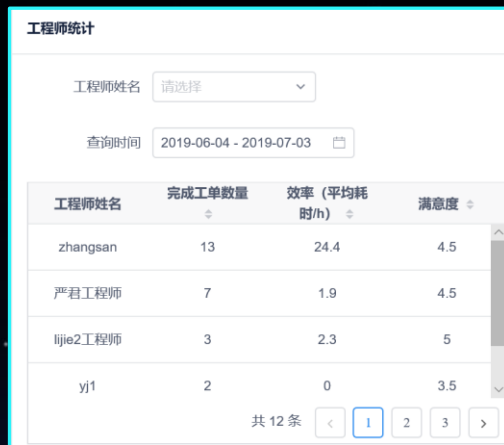 工程师统计
工程师姓名 请选择
查询时间 2019-06-04 - 2019-07-03
工程师姓名 完成工单数量 效率（平均耗时/h） 满意度
zhangsan 13 24.4 4.5
严君工程师 7 1.9 4.5
lijie2工程师 3 2.3 5
yj1 2 0 3.5
共 12 条 1 2 3